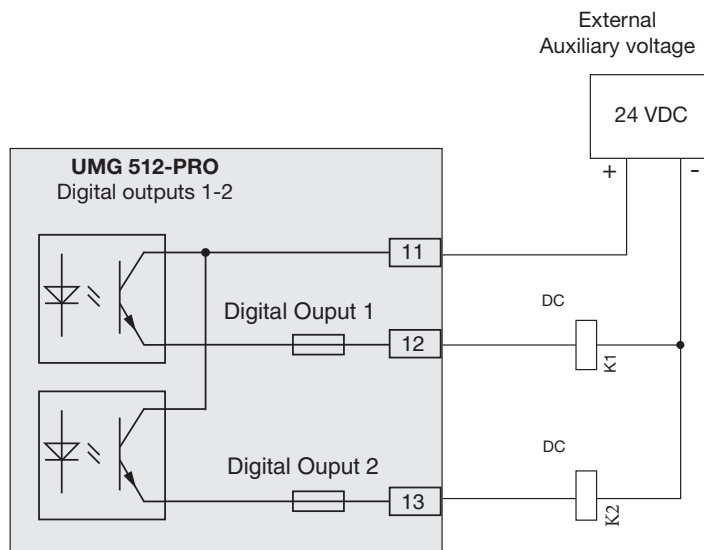 External
Auxiliary voltage
24 VDC
+ -
UMG 512-PRO
Digital outputs 1-2
11
Digital Ouput 1
12
DC
K1
Digital Ouput 2
13
DC
K2